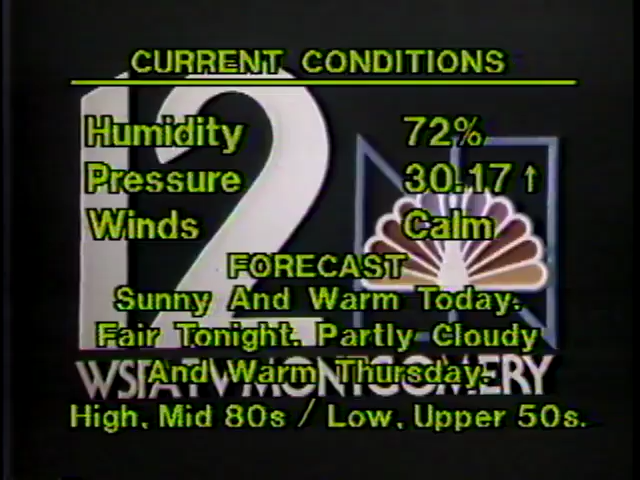 CURRENT CONDITIONS
12
Humidity 72%
Pressure 30.17 ↑
Winds Calm
FORECAST
Sunny And Warm Today.
Fair Tonight. Partly Cloudy
And Warm Thursday.
WSFA-TV MONTGOMERY
High, Mid 80s / Low, Upper 50s.